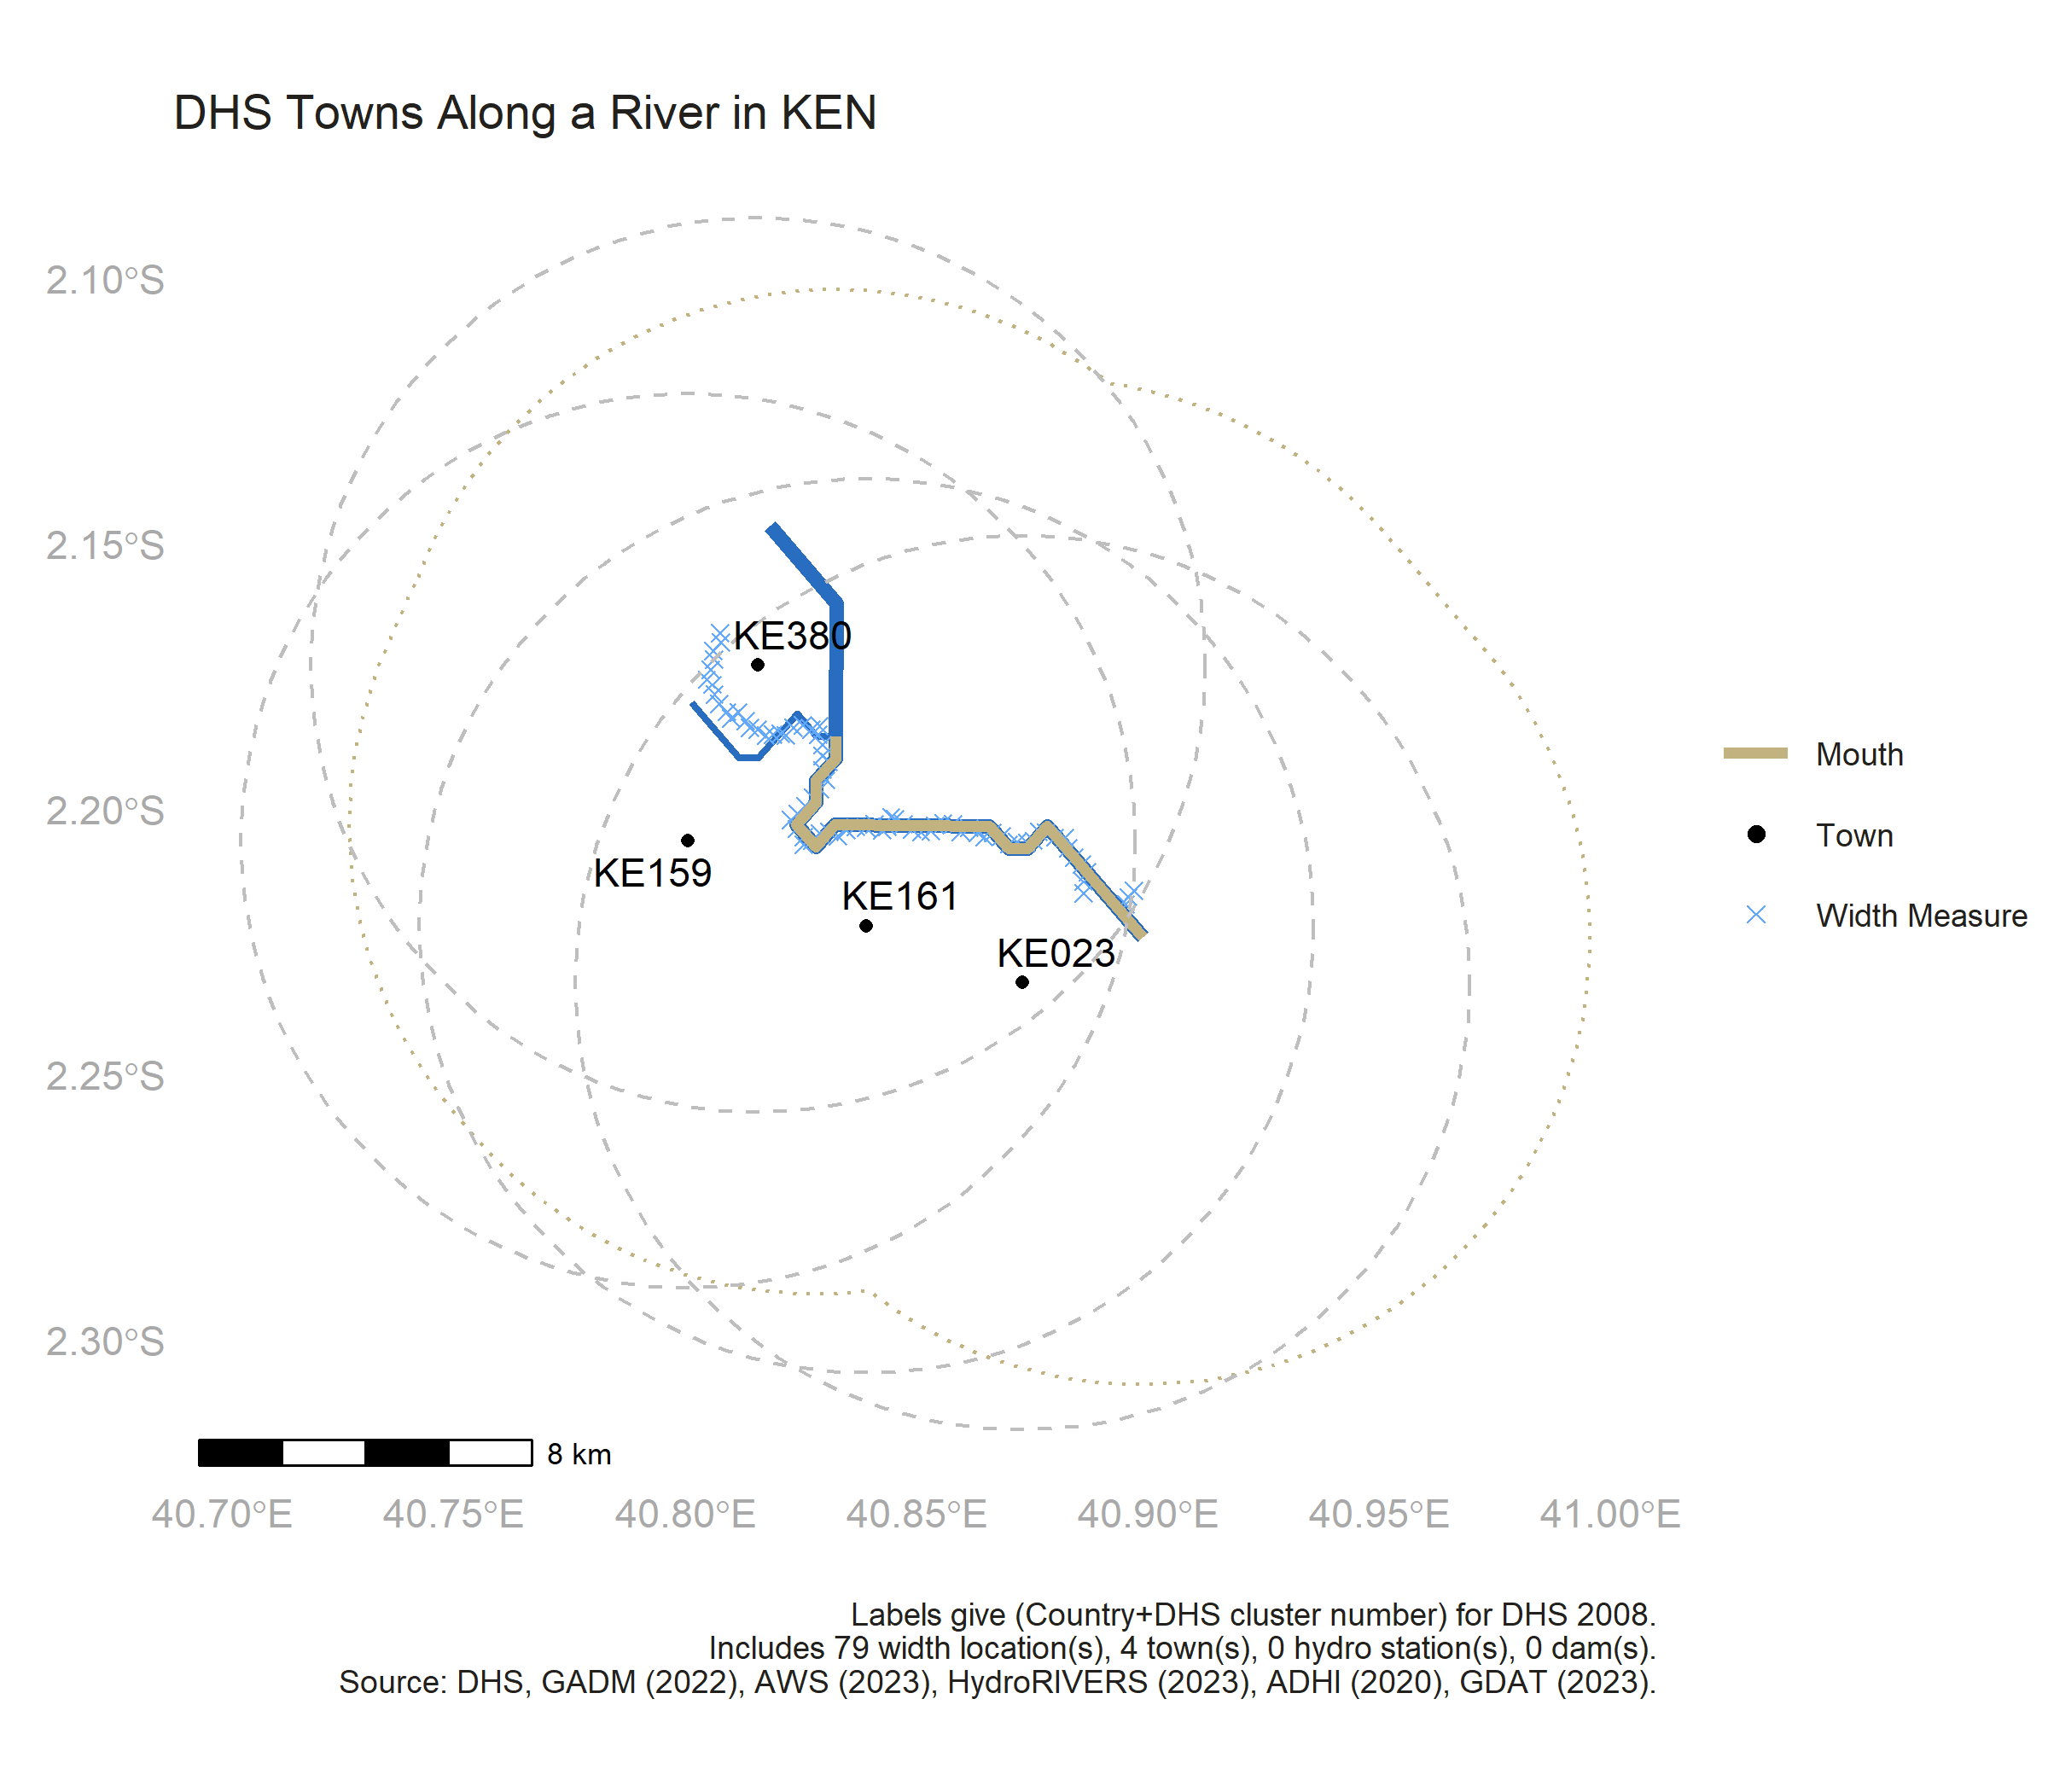 DHS Towns Along a River in KEN
2.10°S
2.15°S
2.20°S
2.25°S
2.30°S
KE380
KE159
KE161
KE023
Mouth
Town
Width Measure
8 km
40.70°E
40.75°E
40.80°E
40.85°E
40.90°E
40.95°E
41.00°E
Labels give (Country+DHS cluster number) for DHS 2008.
Includes 79 width location(s), 4 town(s), 0 hydro station(s), 0 dam(s).
Source: DHS, GADM (2022), AWS (2023), HydroRIVERS (2023), ADHI (2020), GDAT (2023).